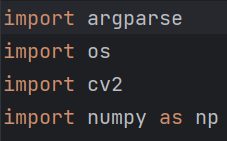 import argparse
import os
import cv2
import numpy as np